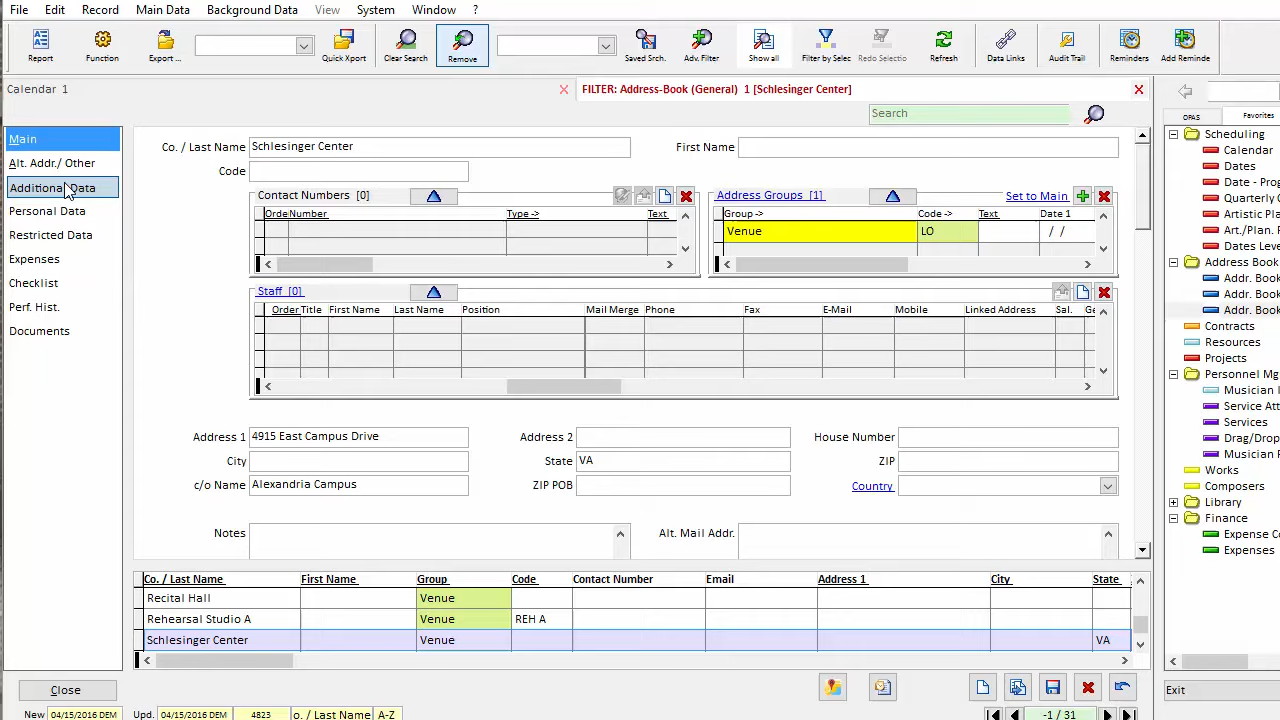 File Edit Record Main Data Background Data View System Window ?
Report Function Export ... Quick Xport Clear Search Remove Saved Srch. Adv. Filter Show all Filter by Selec Redo Selectio Refresh Data Links Audit Trail Reminders Add Reminde
Calendar 1
FILTER: Address-Book (General) 1 [Schlesinger Center]
Search
OPAS Favorites
Main
Alt. Addr./ Other
Additional Data
Personal Data
Restricted Data
Expenses
Checklist
Perf. Hist.
Documents
Co. / Last Name Schlesinger Center First Name
Code
Contact Numbers [0]
Orde Number Type -> Text
Address Groups [1] Set to Main
Group -> Code -> Text Date 1
Venue LO / /
Staff [0]
Order Title First Name Last Name Position Mail Merge Phone Fax E-Mail Mobile Linked Address Sal. Ge
Address 1 4915 East Campus Drive Address 2 House Number
City State VA ZIP
c/o Name Alexandria Campus ZIP POB Country
Notes Alt. Mail Addr.
Co. / Last Name First Name Group Code Contact Number Email Address 1 City State
Recital Hall Venue
Rehearsal Studio A Venue REH A
Schlesinger Center Venue VA
Close
New 04/15/2016 DEM Upd. 04/15/2016 DEM 4823 o. / Last Name A-Z -1 / 31
Scheduling
Calendar
Dates
Date - Prog
Quarterly C
Artistic Pla
Art./Plan. P
Dates Level
Address Book
Addr. Book
Addr. Book
Addr. Book
Contracts
Resources
Projects
Personnel Mg
Musician P
Service Att
Services
Drag/Drop
Musician P
Works
Composers
Library
Finance
Expense Co
Expenses
Exit